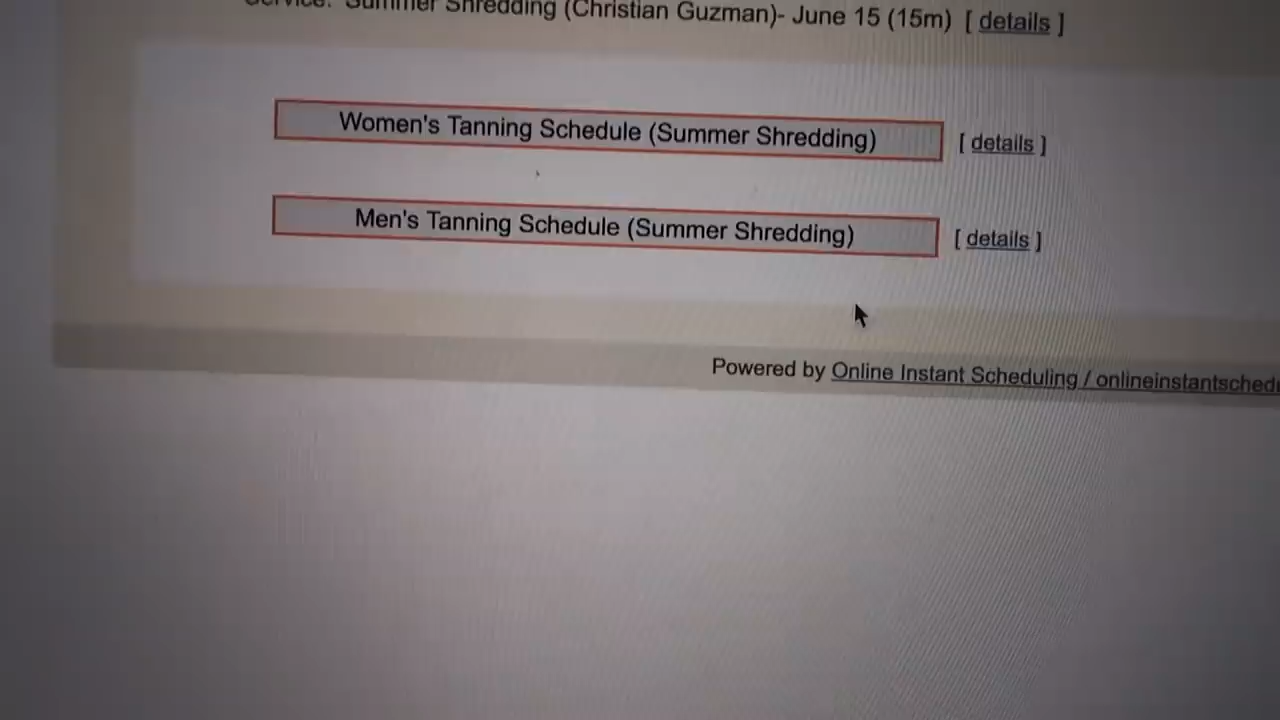 Service: Summer Shredding (Christian Guzman)- June 15 (15m) [ details ]
Women's Tanning Schedule (Summer Shredding) [ details ]
Men's Tanning Schedule (Summer Shredding) [ details ]
Powered by Online Instant Scheduling / onlineinstantsched